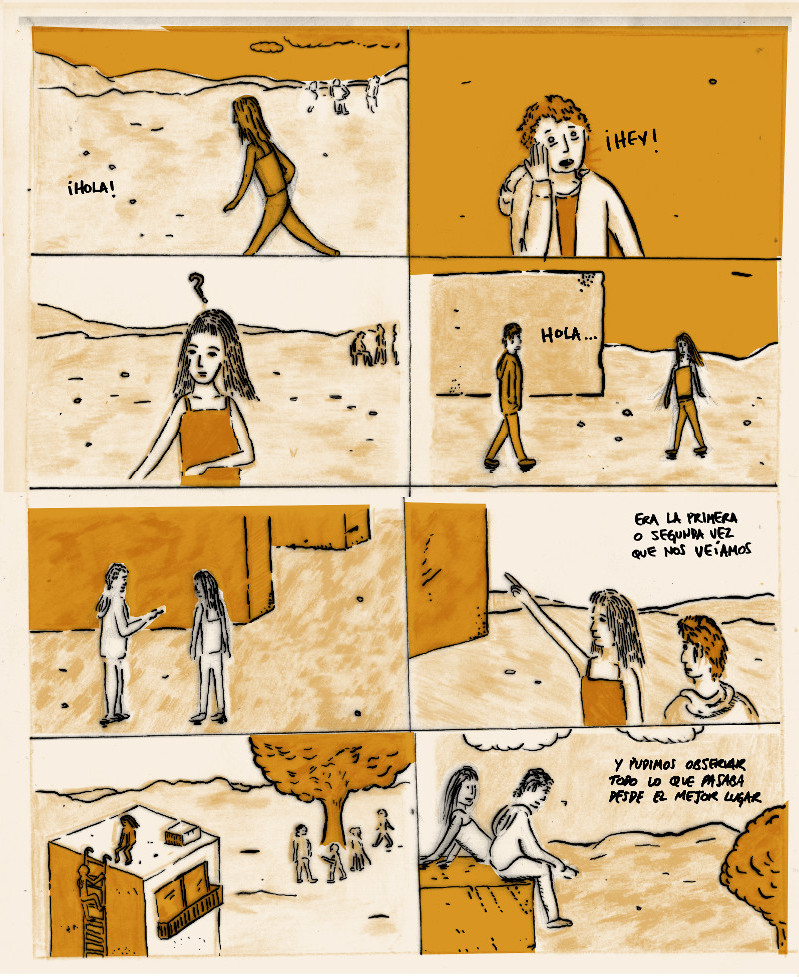 ¡HOLA!
¡HEY!
?
HOLA...
ERA LA PRIMERA
O SEGUNDA VEZ
QUE NOS VEÍAMOS
Y PUDIMOS OBSERVAR
TODO LO QUE PASABA
DESDE EL MEJOR LUGAR